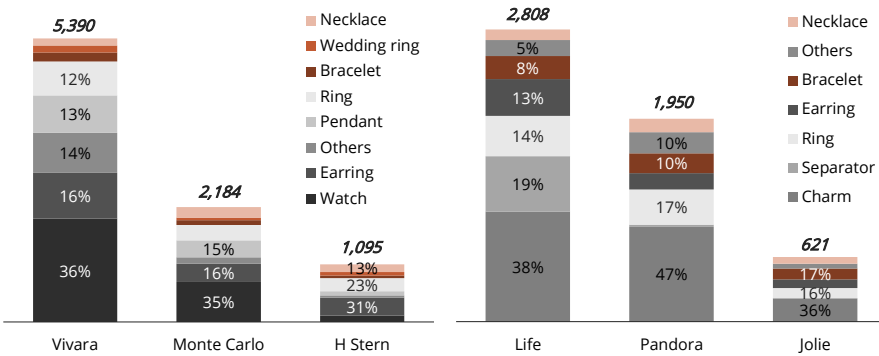 5,390
12%
13%
14%
16%
36%
Vivara
2,184
15%
16%
35%
Monte Carlo
1,095
13%
23%
31%
H Stern
Necklace
Wedding ring
Bracelet
Ring
Pendant
Others
Earring
Watch
2,808
5%
8%
13%
14%
19%
38%
Life
1,950
10%
10%
17%
47%
Pandora
621
17%
16%
36%
Jolie
Necklace
Others
Bracelet
Earring
Ring
Separator
Charm